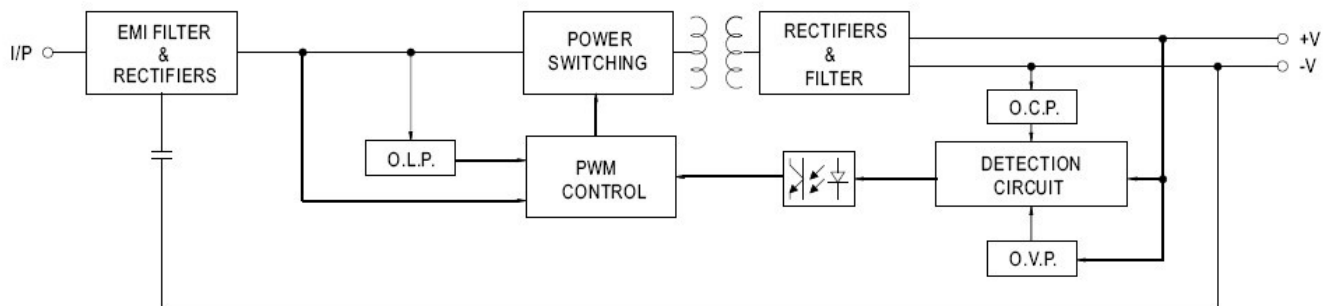 I/P
EMI FILTER
&
RECTIFIERS
POWER
SWITCHING
RECTIFIERS
&
FILTER
+V
-V
O.C.P.
O.L.P.
PWM
CONTROL
DETECTION
CIRCUIT
O.V.P.